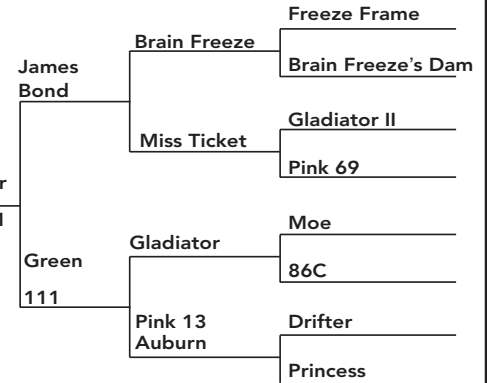 Freeze Frame
Brain Freeze
Brain Freeze's Dam
James
Bond
Gladiator II
Miss Ticket
Pink 69
Moe
Gladiator
Green
86C
111
Pink 13
Drifter
Auburn
Princess